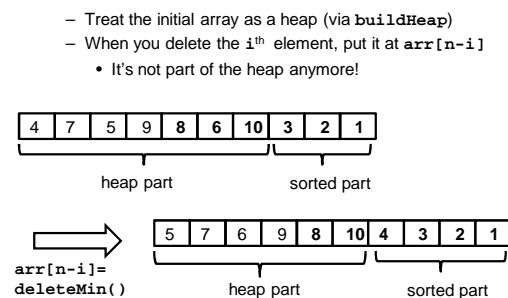 – Treat the initial array as a heap (via buildHeap)
– When you delete the ith element, put it at arr[n-i]
• It's not part of the heap anymore!
4 7 5 9 8 6 10 3 2 1
heap part sorted part
5 7 6 9 8 10 4 3 2 1
arr[n-i]=
deleteMin()
heap part sorted part